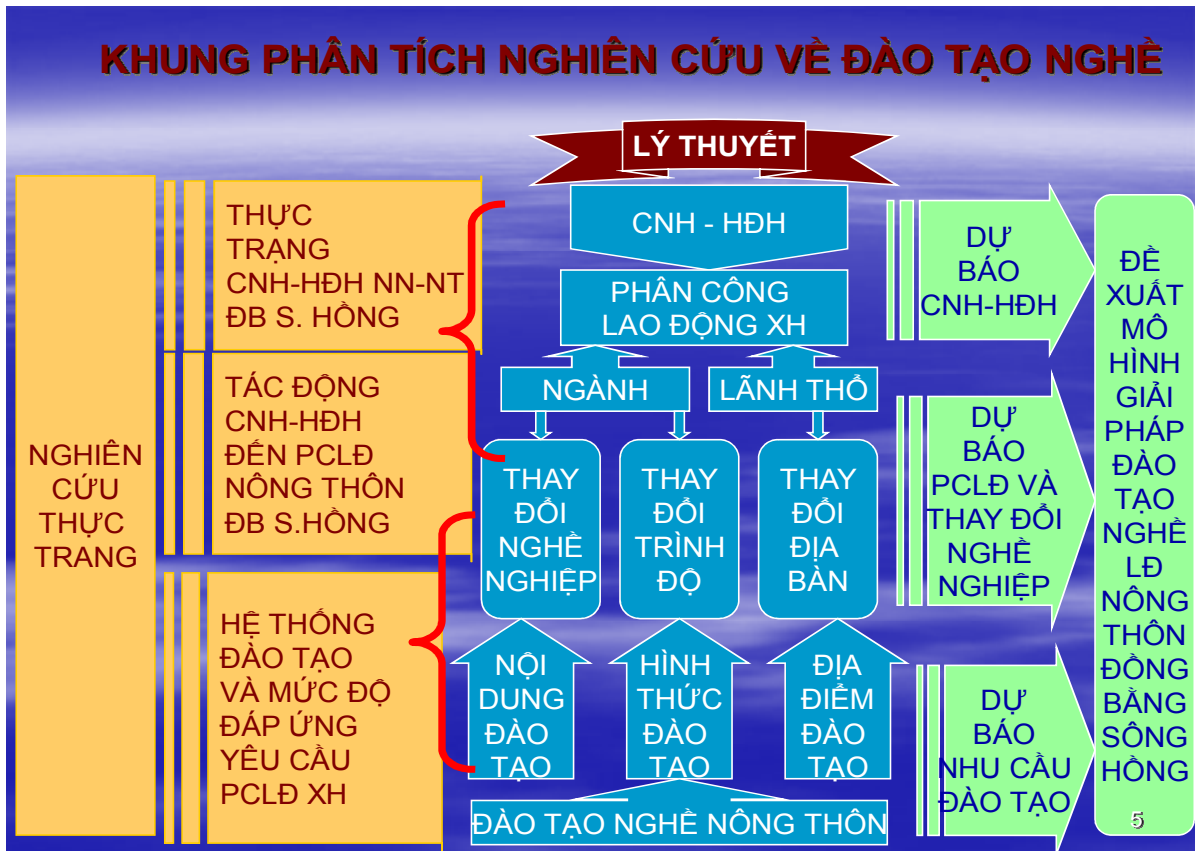 KHUNG PHÂN TÍCH NGHIÊN CỨU VỀ ĐÀO TẠO NGHỀ
NGHIÊN
CỨU
THỰC
TRANG
THỰC
TRẠNG
CNH-HĐH NN-NT
ĐB S. HỒNG
TÁC ĐỘNG
CNH-HĐH
ĐẾN PCLĐ
NÔNG THÔN
ĐB S.HỒNG
HỆ THỐNG
ĐÀO TẠO
VÀ MỨC ĐỘ
ĐÁP ỨNG
YÊU CẦU
PCLĐ XH
LÝ THUYẾT
CNH - HĐH
PHÂN CÔNG
LAO ĐỘNG XH
NGÀNH
LÃNH THỔ
THAY
ĐỔI
NGHỀ
NGHIỆP
THAY
ĐỔI
TRÌNH
ĐỘ
THAY
ĐỔI
ĐỊA
BÀN
NỘI
DUNG
ĐÀO
TẠO
HÌNH
THỨC
ĐÀO
TẠO
ĐỊA
ĐIỂM
ĐÀO
TẠO
ĐÀO TẠO NGHỀ NÔNG THÔN
DỰ
BÁO
CNH-HĐH
DỰ
BÁO
PCLĐ VÀ
THAY ĐỔI
NGHỀ
NGHIỆP
DỰ
BÁO
NHU CẦU
ĐÀO TẠO
ĐỀ
XUẤT
MÔ
HÌNH
GIẢI
PHÁP
ĐÀO
TẠO
NGHỀ
LĐ
NÔNG
THÔN
ĐỒNG
BẰNG
SÔNG
HỒNG
5